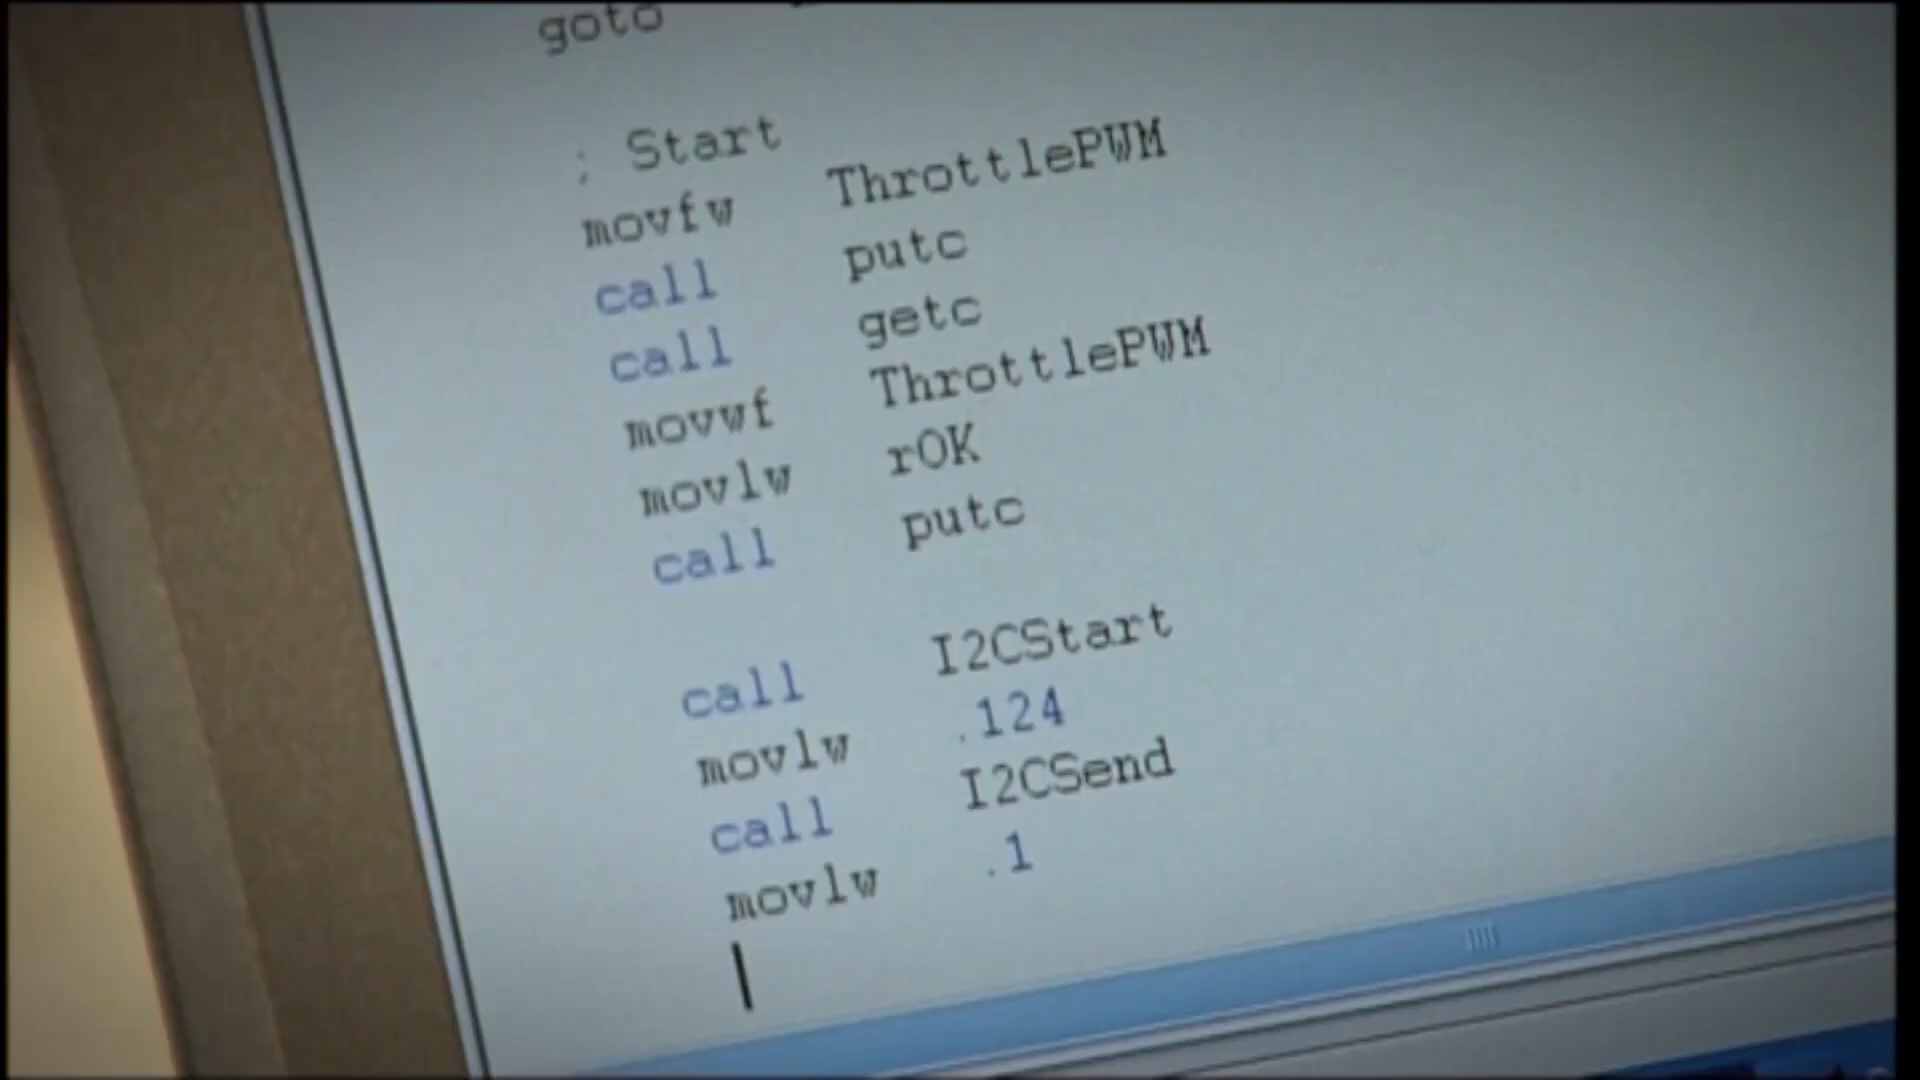 goto
; Start
movfw ThrottlePWM
call putc
call getc
movwf ThrottlePWM
movlw rOK
call putc
call I2CStart
movlw .124
call I2CSend
movlw .1